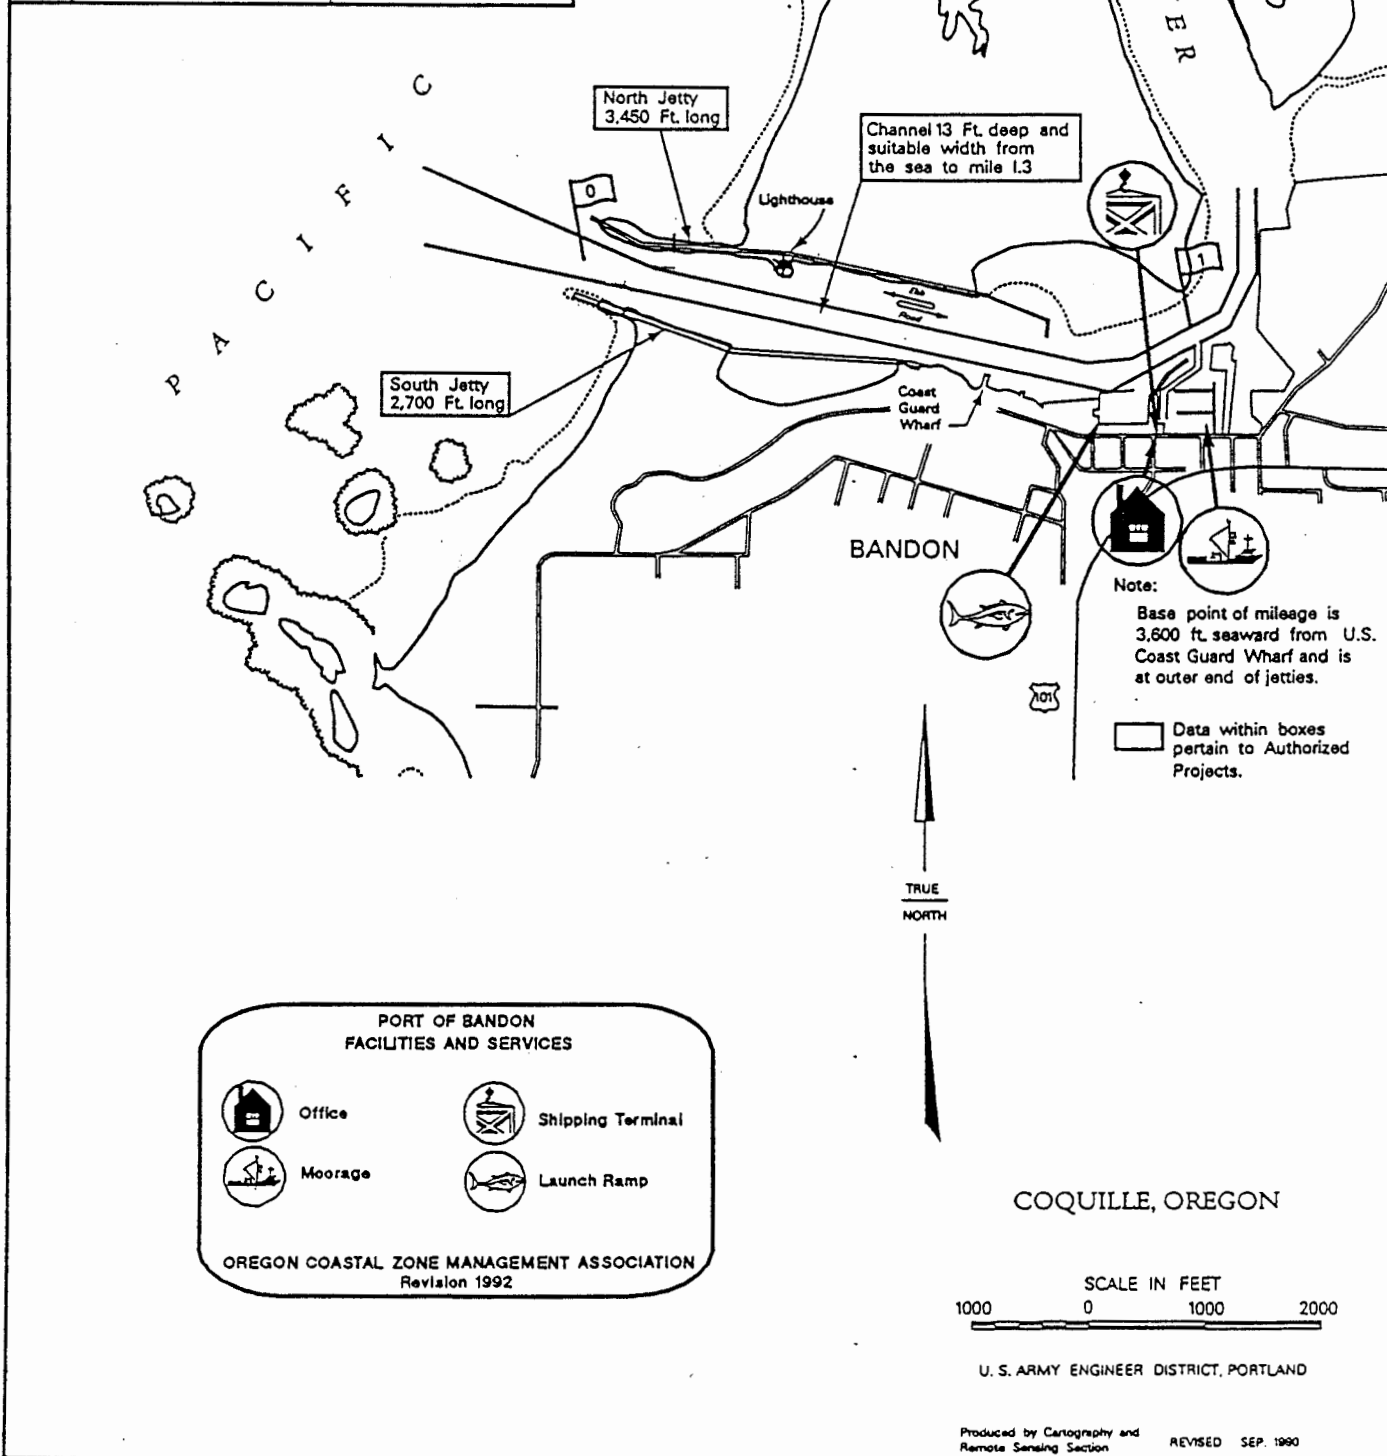 TER
North Jetty
3,450 Ft. long
Channel 13 Ft. deep and
suitable width from
the sea to mile 1.3
0
Lighthouse
1
PACIFIC
Ebb
Flood
South Jetty
2,700 Ft. long
Coast
Guard
Wharf
BANDON
Note:
Base point of mileage is
3,600 ft. seaward from U.S.
Coast Guard Wharf and is
at outer end of jetties.
101
Data within boxes
pertain to Authorized
Projects.
TRUE
NORTH
PORT OF BANDON
FACILITIES AND SERVICES
Office
Shipping Terminal
Moorage
Launch Ramp
OREGON COASTAL ZONE MANAGEMENT ASSOCIATION
Revision 1992
COQUILLE, OREGON
SCALE IN FEET
1000 0 1000 2000
U. S. ARMY ENGINEER DISTRICT, PORTLAND
Produced by Cartography and
Remote Sensing Section
REVISED SEP. 1990